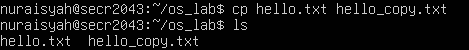 nuraisyah@secr2043:~/os_lab$ cp hello.txt hello_copy.txt
nuraisyah@secr2043:~/os_lab$ ls
hello.txt  hello_copy.txt